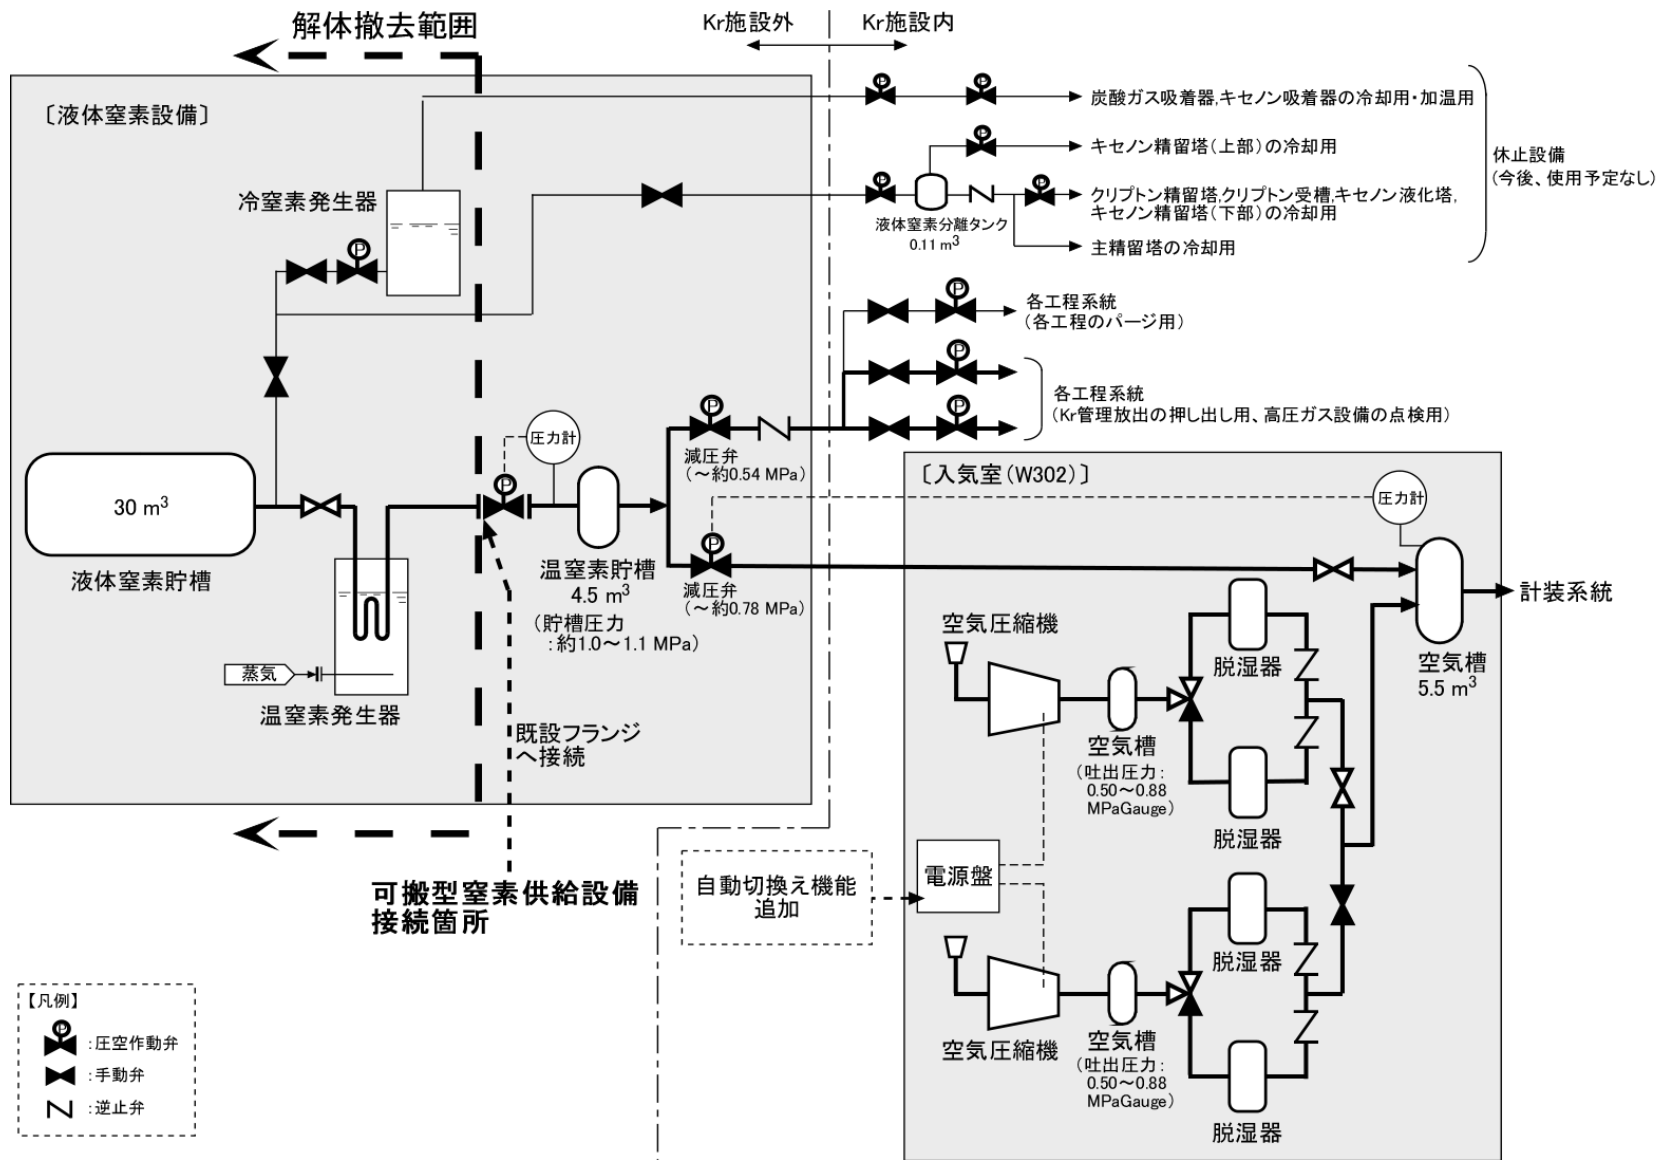 解体撤去範囲
Kr施設外
Kr施設内
〔液体窒素設備〕
炭酸ガス吸着器,キセノン吸着器の冷却用・加温用
キセノン精留塔(上部)の冷却用
休止設備
(今後、使用予定なし)
冷窒素発生器
クリプトン精留塔,クリプトン受槽,キセノン液化塔,
キセノン精留塔(下部)の冷却用
液体窒素分離タンク
0.11 m³
主精留塔の冷却用
P
P
P
P
P
P
各工程系統
(各工程のパージ用)
P
P
P
各工程系統
(Kr管理放出の押し出し用、高圧ガス設備の点検用)
P
圧力計
P
減圧弁
(～約0.54 MPa)
30 m³
液体窒素貯槽
P
温窒素貯槽
4.5 m³
(貯槽圧力
:約1.0～1.1 MPa)
減圧弁
(～約0.78 MPa)
蒸気
温窒素発生器
既設フランジ
へ接続
〔入気室(W302)〕
圧力計
計装系統
空気槽
5.5 m³
空気圧縮機
脱湿器
空気槽
(吐出圧力:
0.50～0.88
MPaGauge)
脱湿器
可搬型窒素供給設備
接続箇所
自動切換え機能
追加
電源盤
脱湿器
空気圧縮機
空気槽
(吐出圧力:
0.50～0.88
MPaGauge)
脱湿器
【凡例】
P
:圧空作動弁
:手動弁
:逆止弁